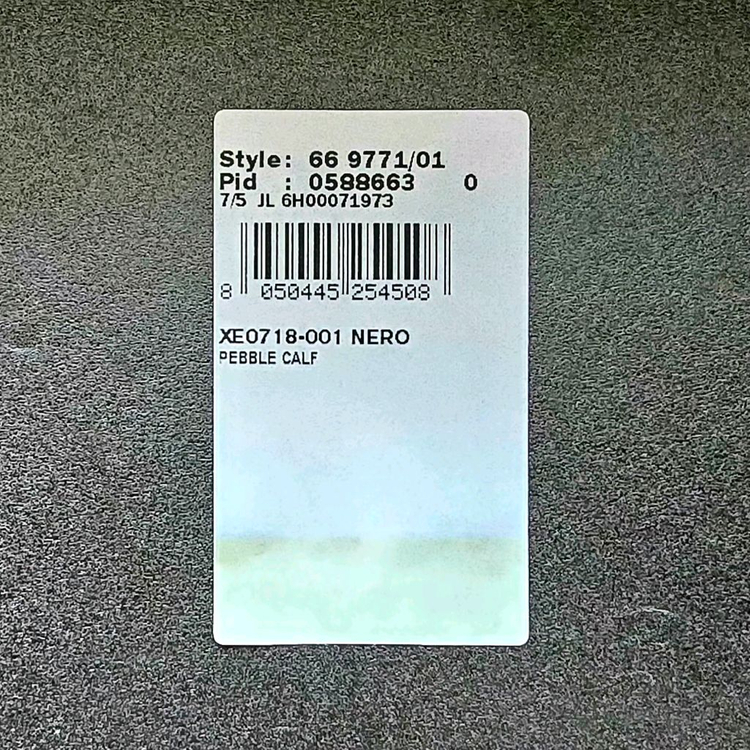 Style: 66 9771/01
Pid : 0588663 0
7/5 JL 6H00071973
8 050445 254508
XE0718-001 NERO
PEBBLE CALF